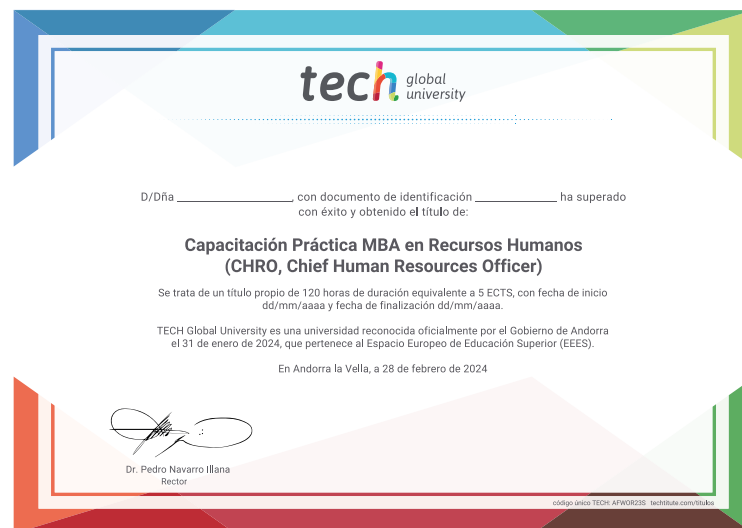 tech global university
D/Dña ____________________, con documento de identificación ______________ ha superado
con éxito y obtenido el título de:
Capacitación Práctica MBA en Recursos Humanos
(CHRO, Chief Human Resources Officer)
Se trata de un título propio de 120 horas de duración equivalente a 5 ECTS, con fecha de inicio
dd/mm/aaaa y fecha de finalización dd/mm/aaaa.
TECH Global University es una universidad reconocida oficialmente por el Gobierno de Andorra
el 31 de enero de 2024, que pertenece al Espacio Europeo de Educación Superior (EEES).
En Andorra la Vella, a 28 de febrero de 2024
Dr. Pedro Navarro Illana
Rector
código único TECH: AFWOR23S techtitute.com/titulos